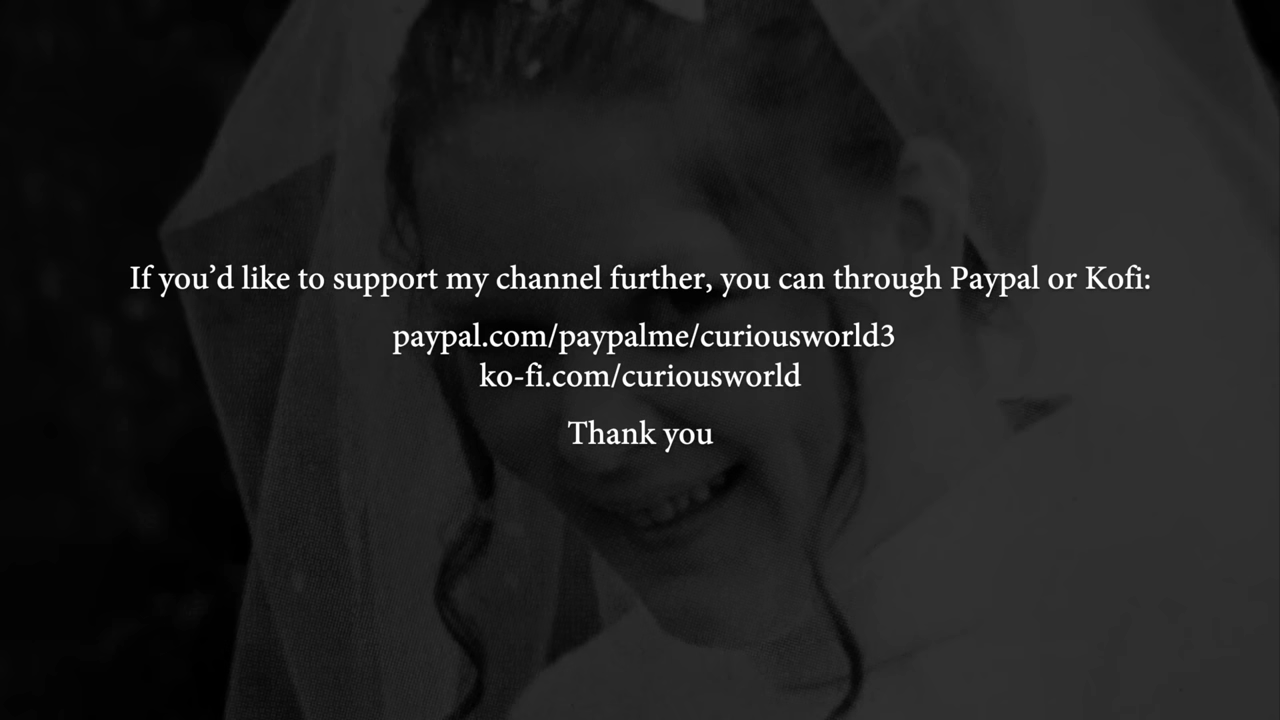 If you’d like to support my channel further, you can through Paypal or Kofi:
paypal.com/paypalme/curiousworld3
ko-fi.com/curiousworld
Thank you